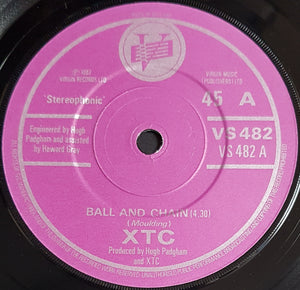 V
℗ 1982
VIRGIN RECORDS LTD
VIRGIN MUSIC
(PUBLISHERS) LTD
'Stereophonic'
45 A
Engineered by Hugh
Padgham and assisted
by Howard Gray
VS 482
VS 482 A
BALL AND CHAIN (4.30)
(Moulding)
XTC
Produced by Hugh Padgham
and XTC